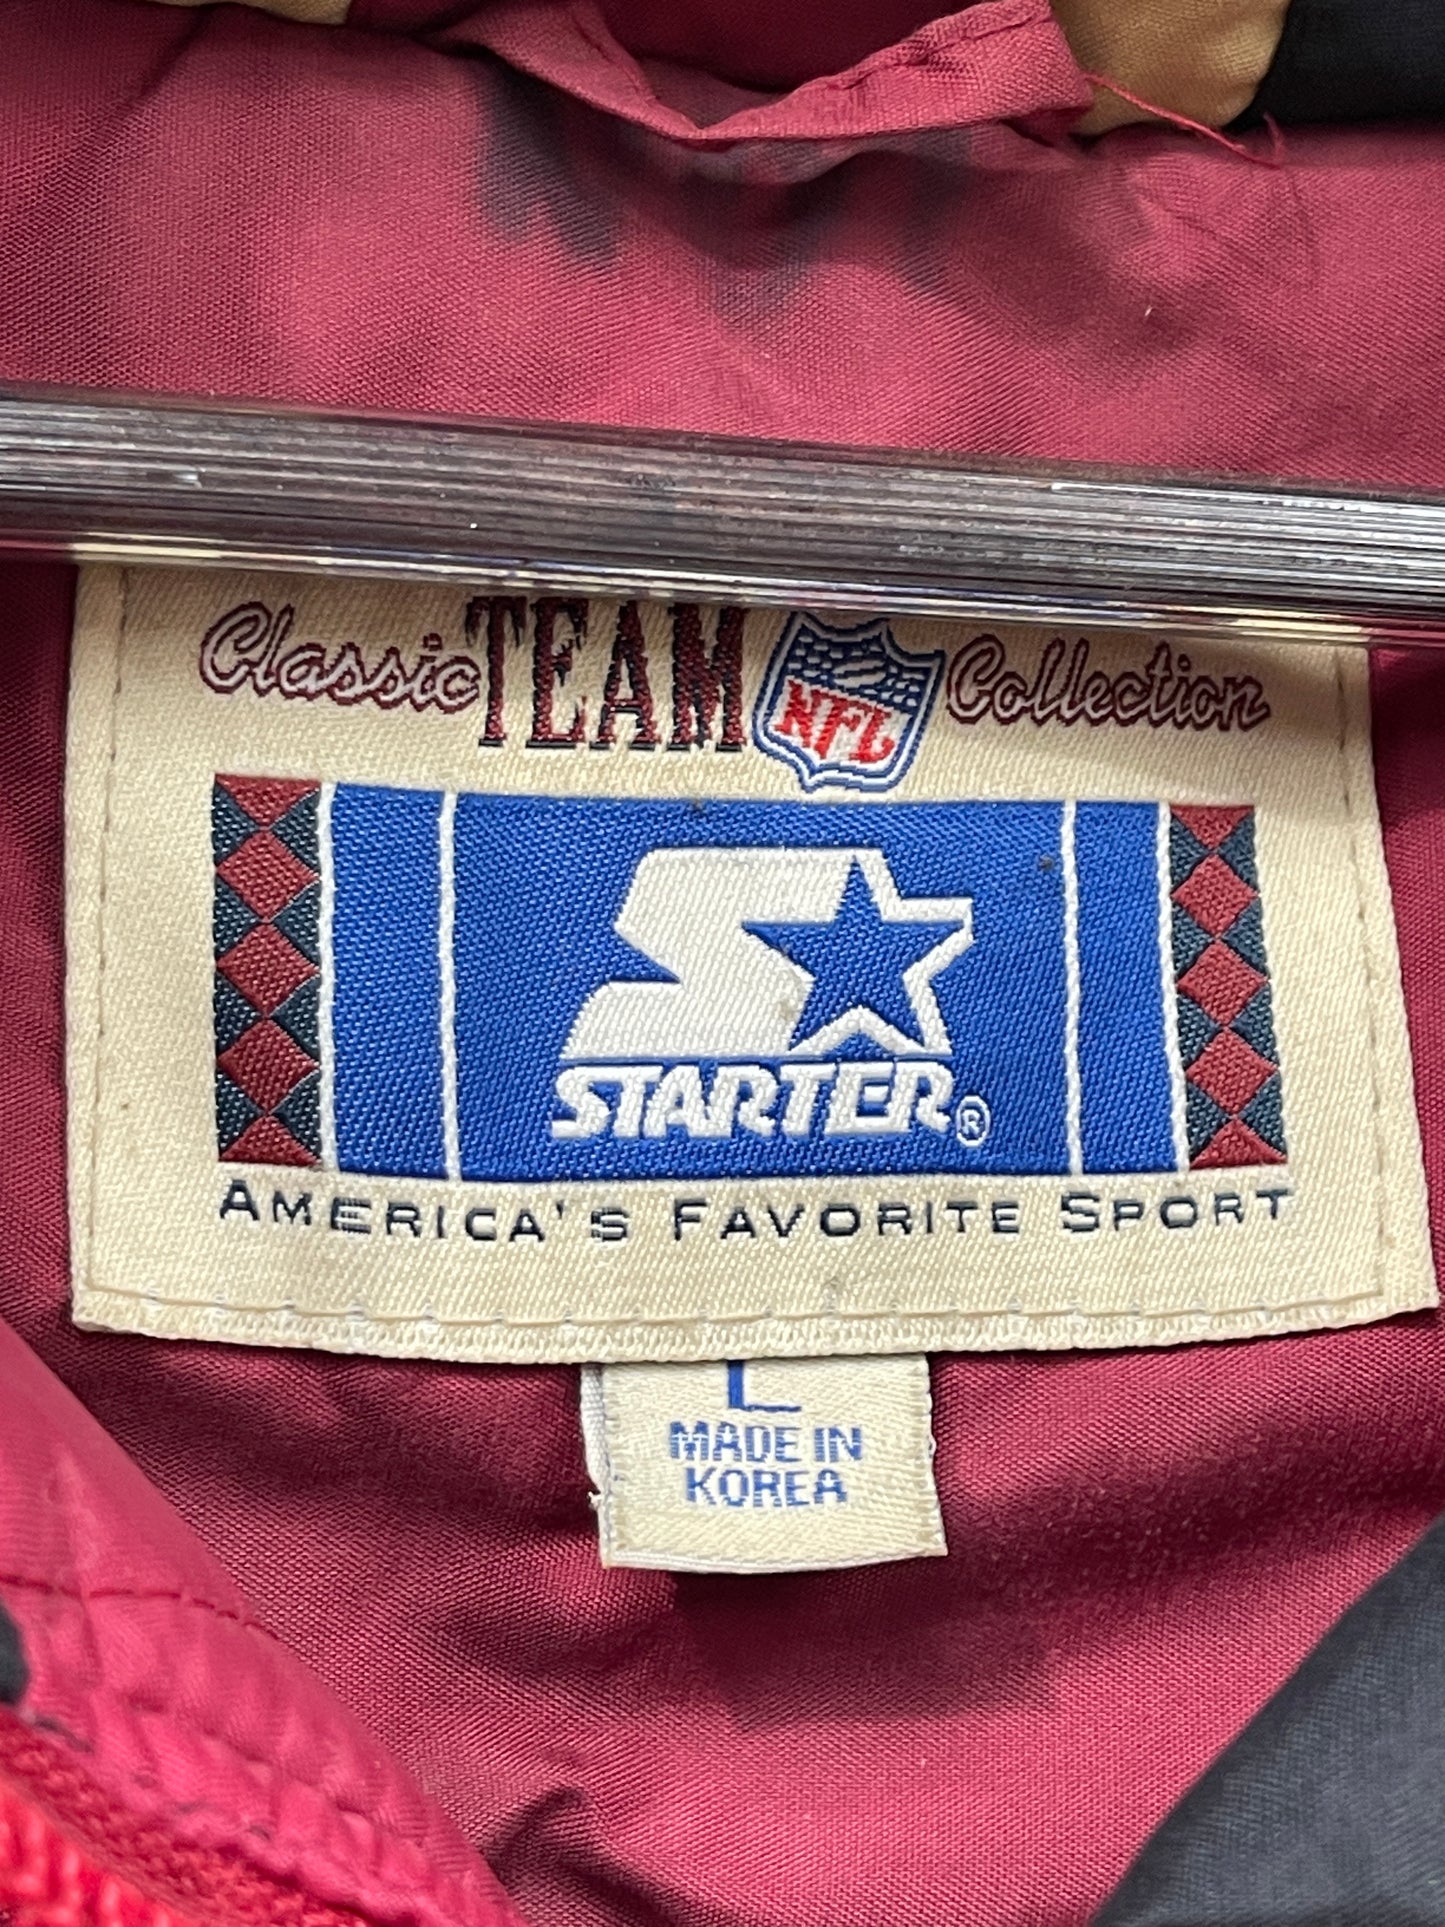 Classic TEAM NFL Collection
STARTER®
AMERICA'S FAVORITE SPORT
L
MADE IN
KOREA